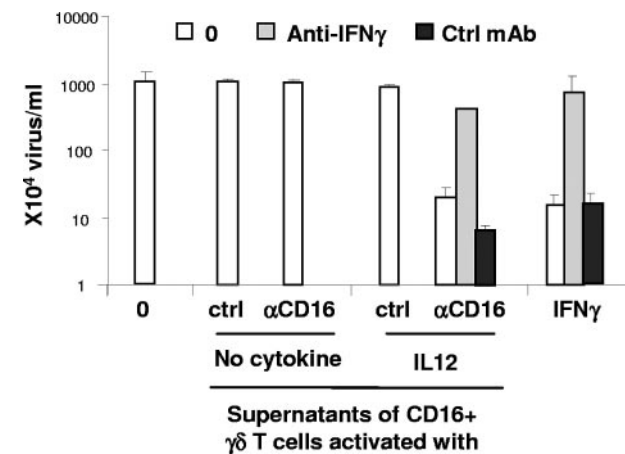 10000
0 Anti-IFNγ Ctrl mAb
1000
100
10
1
X10⁴ virus/ml
0 ctrl αCD16 ctrl αCD16 IFNγ
No cytokine IL12
Supernatants of CD16+
γδ T cells activated with